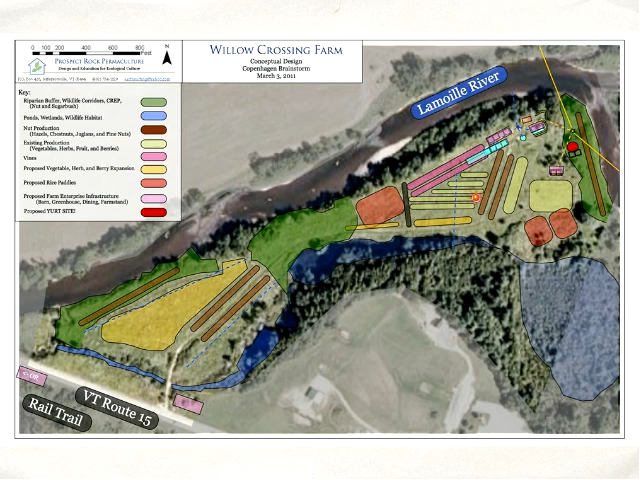 0 100 200 400 600 800
Feet
N
PROSPECT ROCK PERMACULTURE
Design and Education for Ecological Culture
WILLOW CROSSING FARM
Conceptual Design
Copenhagen Brainstorm
March 3, 2011
Key:
Riparian Buffer, Wildlife Corridors, CREP,
(Nut and Sugarbush)
Ponds, Wetlands, Wildlife Habitat
Nut Production
(Hazels, Chestnuts, Juglans, and Pine Nuts)
Existing Production
(Vegetables, Herbs, Fruit, and Berries)
Vines
Proposed Vegetable, Herb, and Berry Expansion
Proposed Rice Paddies
Proposed Farm Enterprise Infrastructure
(Barn, Greenhouse, Dining, Farmstand)
Proposed YURT SITE!
Lamoille River
<- OR
Rail Trail
VT Route 15